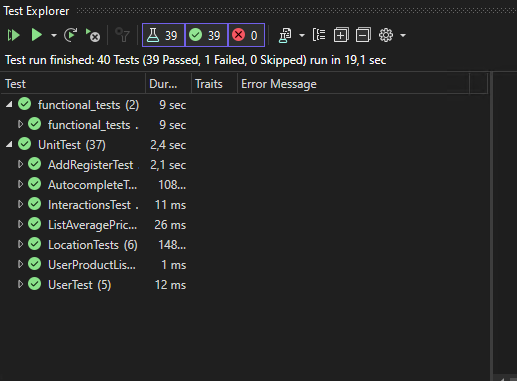 Test Explorer
39 39 0
Test run finished: 40 Tests (39 Passed, 1 Failed, 0 Skipped) run in 19,1 sec
Test Dur... Traits Error Message
functional_tests (2) 9 sec
functional_tests . 9 sec
UnitTest (37) 2,4 sec
AddRegisterTest . 2,1 sec
AutocompleteT... 108...
InteractionsTest . 11 ms
ListAveragePric... 26 ms
LocationTests (6) 148...
UserProductLis... 1 ms
UserTest (5) 12 ms